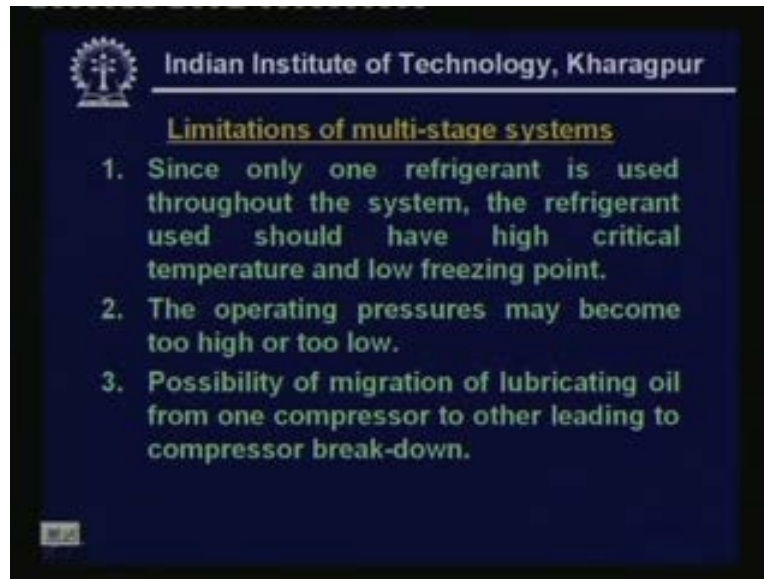 Indian Institute of Technology, Kharagpur
Limitations of multi-stage systems
1. Since only one refrigerant is used
throughout the system, the refrigerant
used should have high critical
temperature and low freezing point.
2. The operating pressures may become
too high or too low.
3. Possibility of migration of lubricating oil
from one compressor to other leading to
compressor break-down.